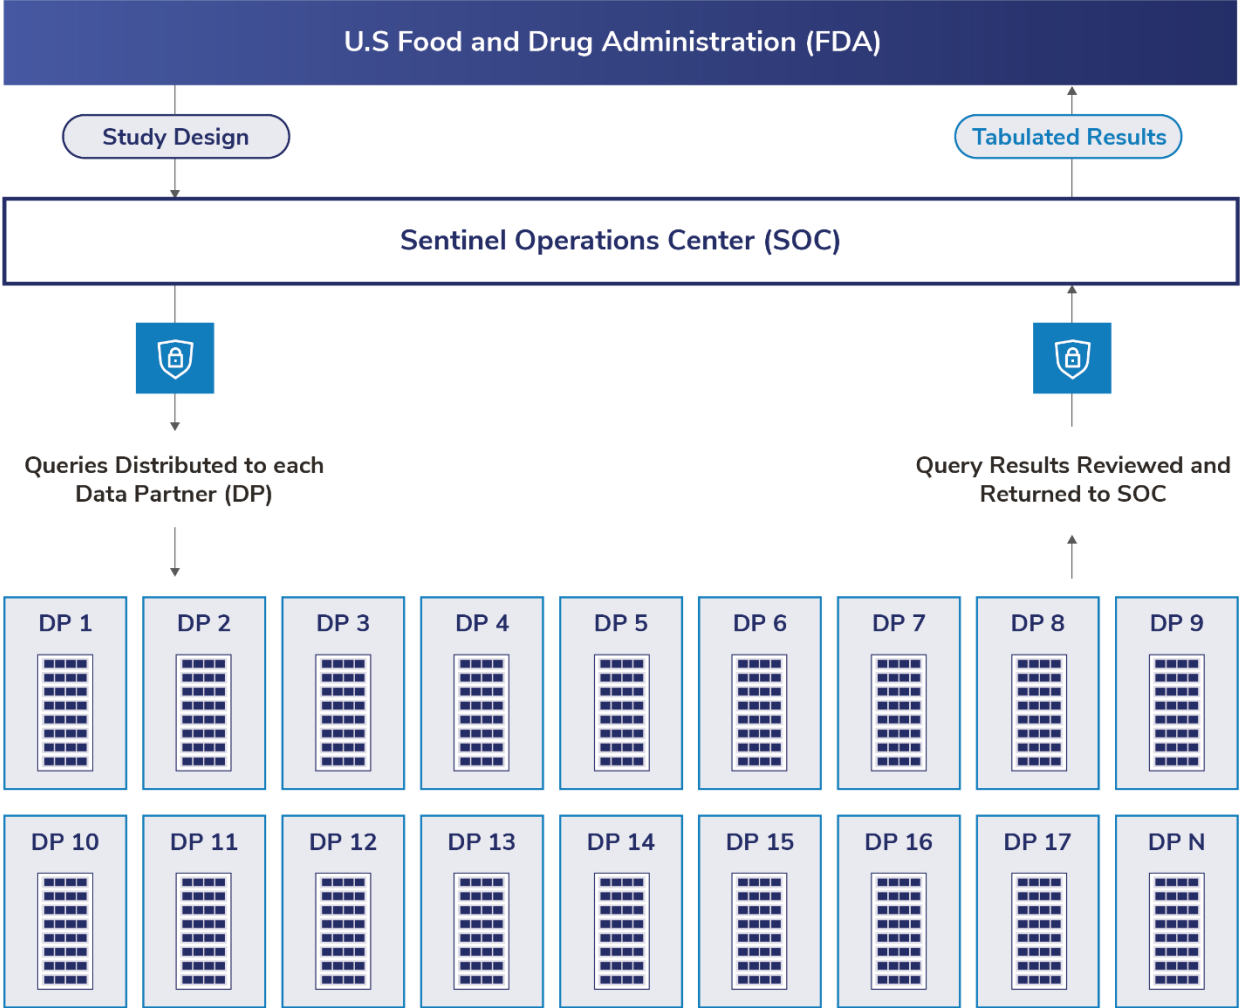 U.S Food and Drug Administration (FDA)
Study Design
Tabulated Results
Sentinel Operations Center (SOC)
Queries Distributed to each
Data Partner (DP)
Query Results Reviewed and
Returned to SOC
DP 1
DP 2
DP 3
DP 4
DP 5
DP 6
DP 7
DP 8
DP 9
DP 10
DP 11
DP 12
DP 13
DP 14
DP 15
DP 16
DP 17
DP N